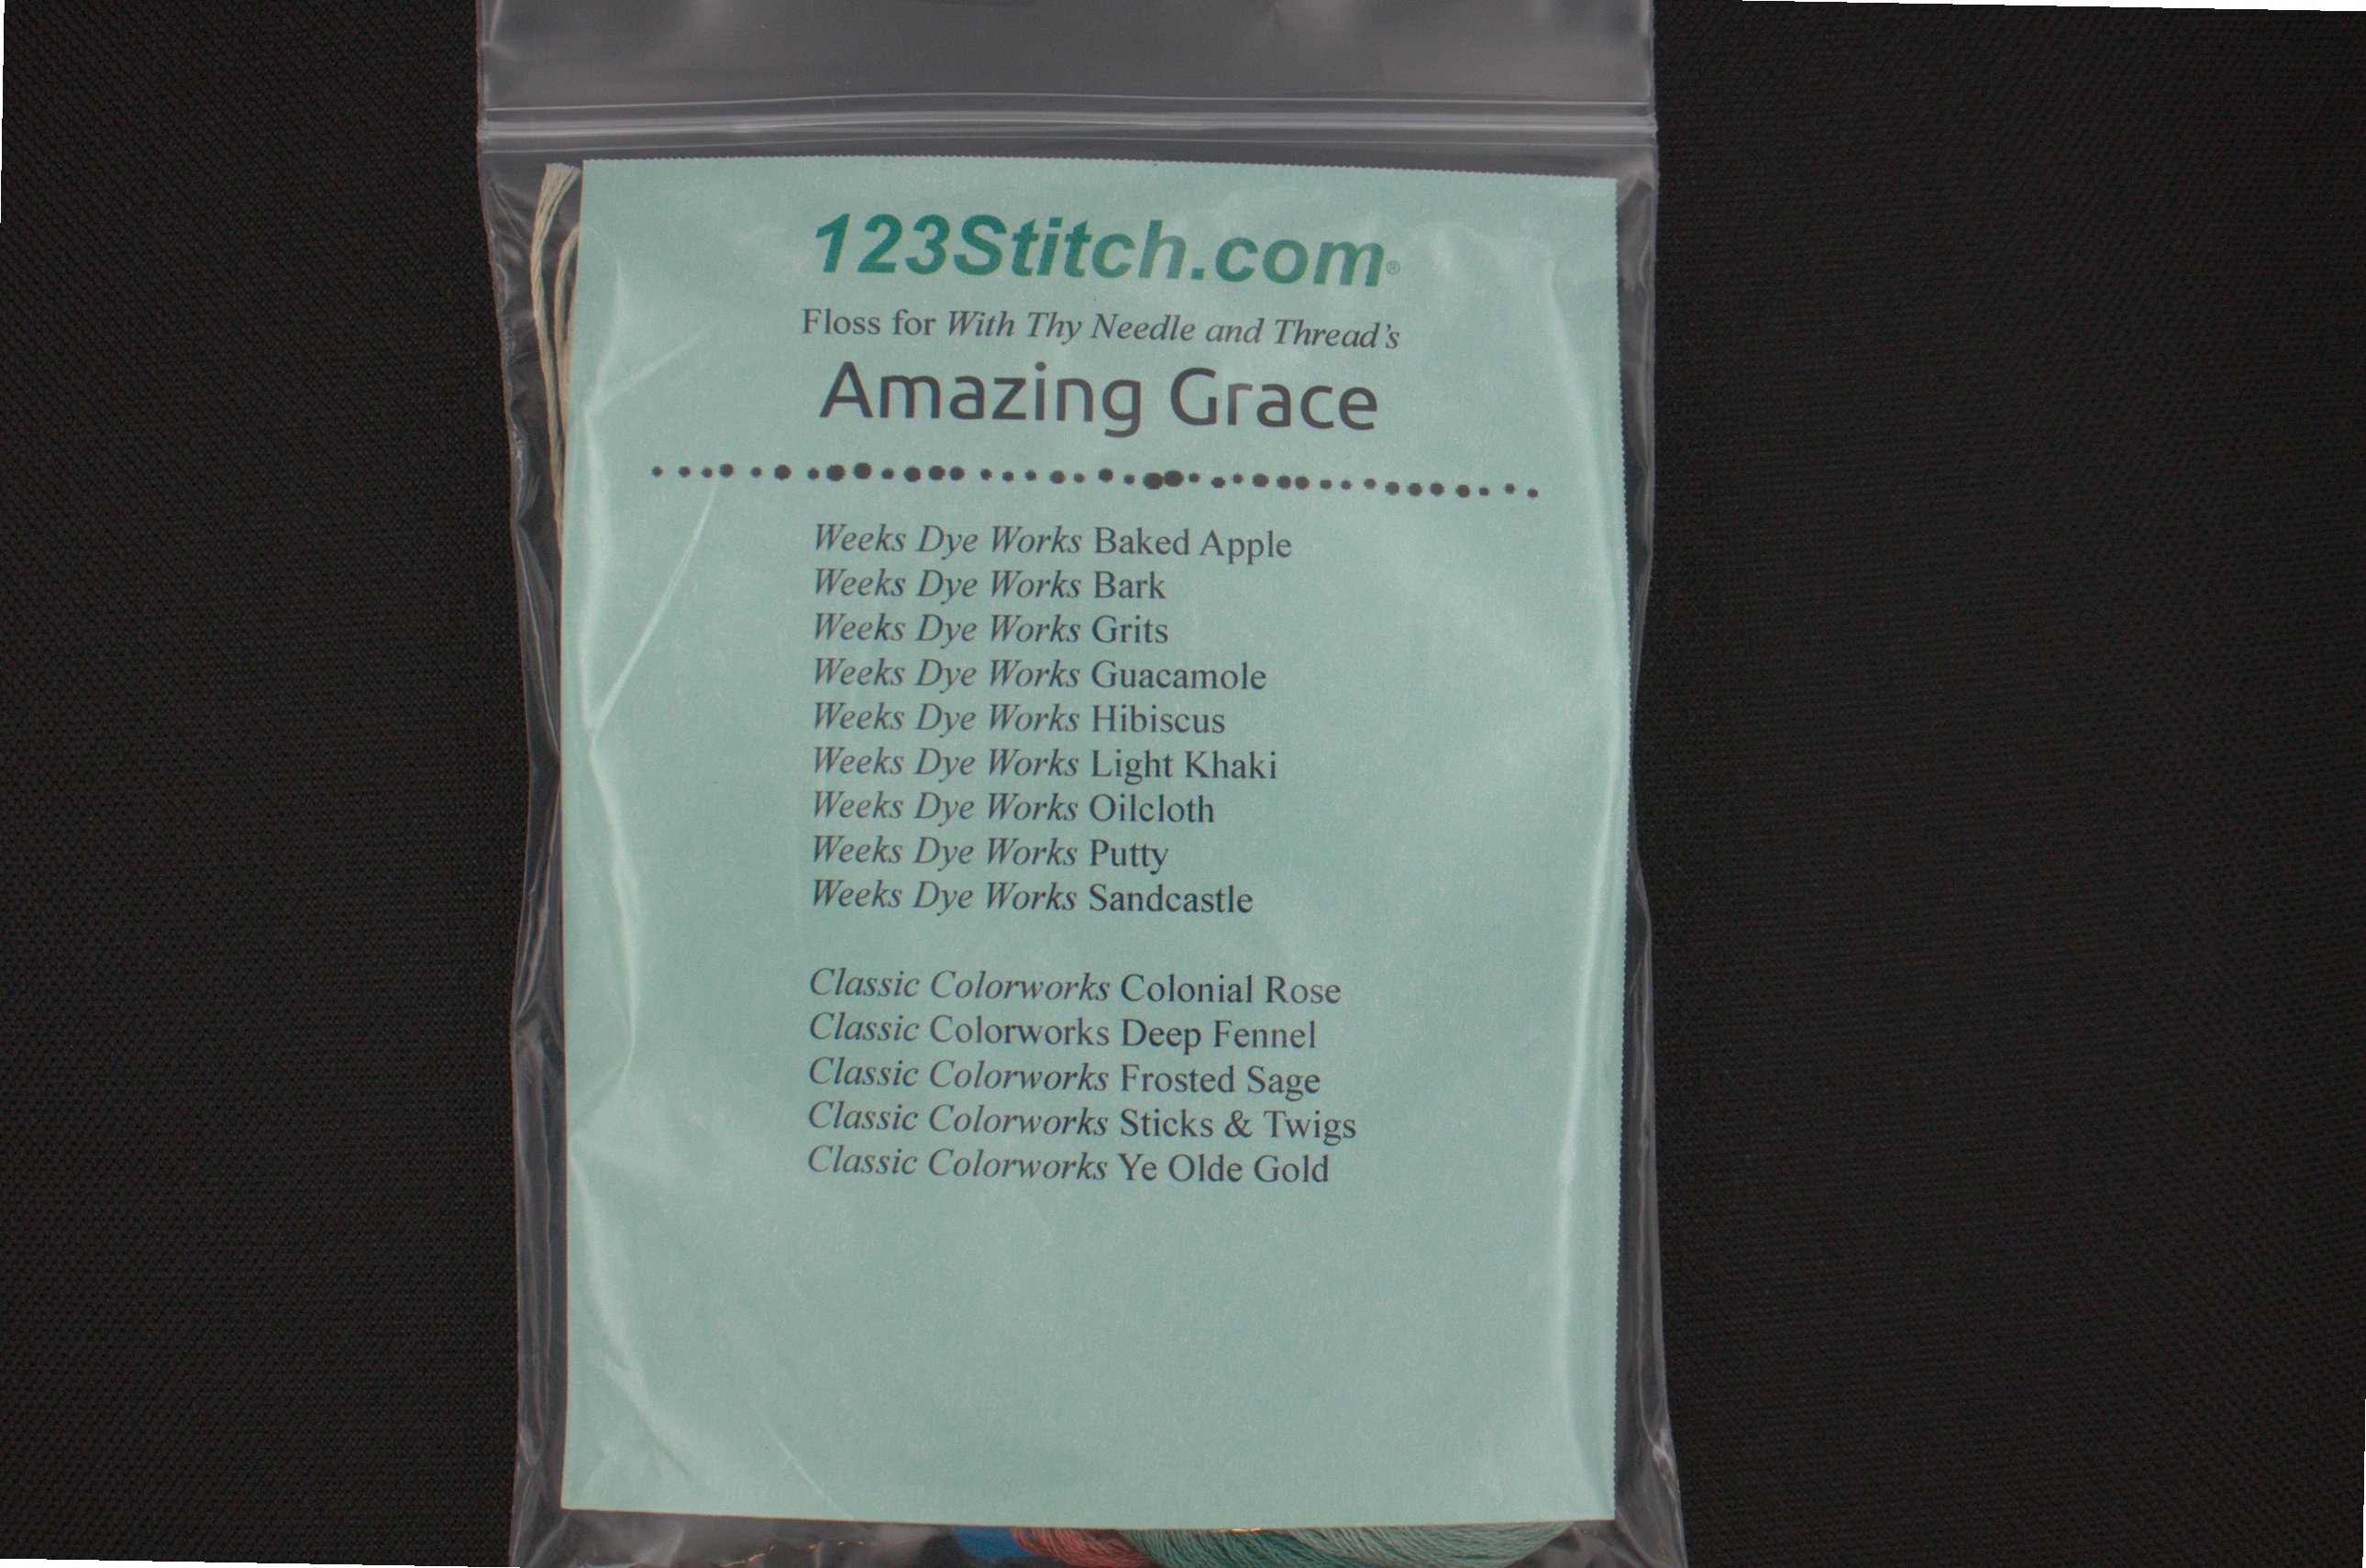 123Stitch.com®
Floss for With Thy Needle and Thread's
Amazing Grace
Weeks Dye Works Baked Apple
Weeks Dye Works Bark
Weeks Dye Works Grits
Weeks Dye Works Guacamole
Weeks Dye Works Hibiscus
Weeks Dye Works Light Khaki
Weeks Dye Works Oilcloth
Weeks Dye Works Putty
Weeks Dye Works Sandcastle
Classic Colorworks Colonial Rose
Classic Colorworks Deep Fennel
Classic Colorworks Frosted Sage
Classic Colorworks Sticks & Twigs
Classic Colorworks Ye Olde Gold